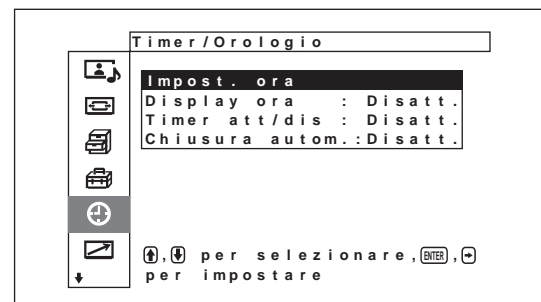 Timer/Orologio
Impost. ora
Display ora : Disatt.
Timer att/dis : Disatt.
Chiusura autom.:Disatt.
↑,↓ per selezionare, ENTER ,→
per impostare